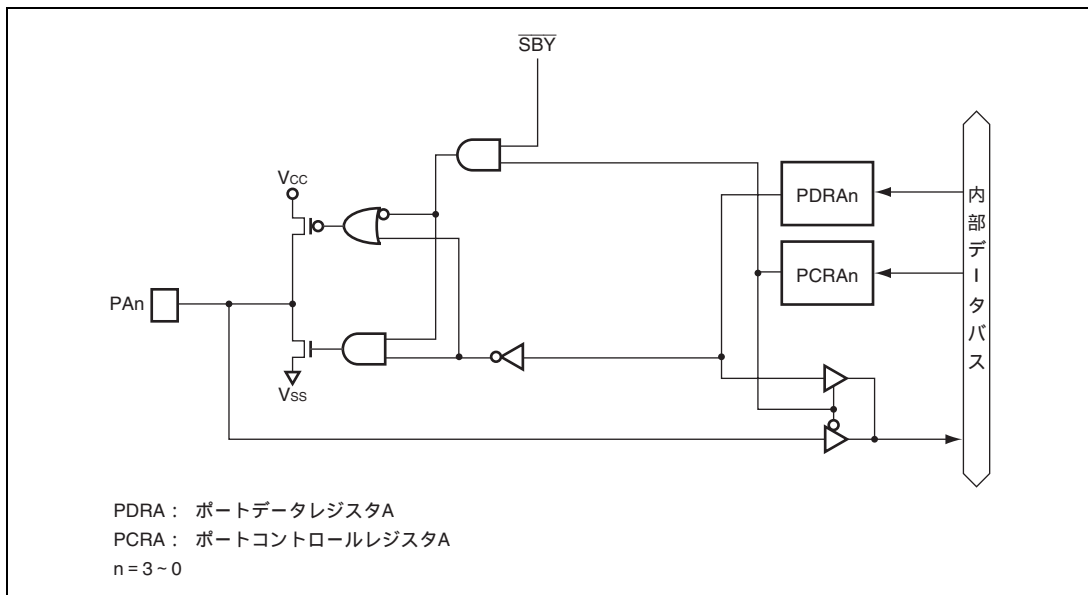 SBY
VCC
PDRAn
PCRAn
内部データバス
PAn
VSS
PDRA : ポートデータレジスタA
PCRA : ポートコントロールレジスタA
n = 3 ~ 0